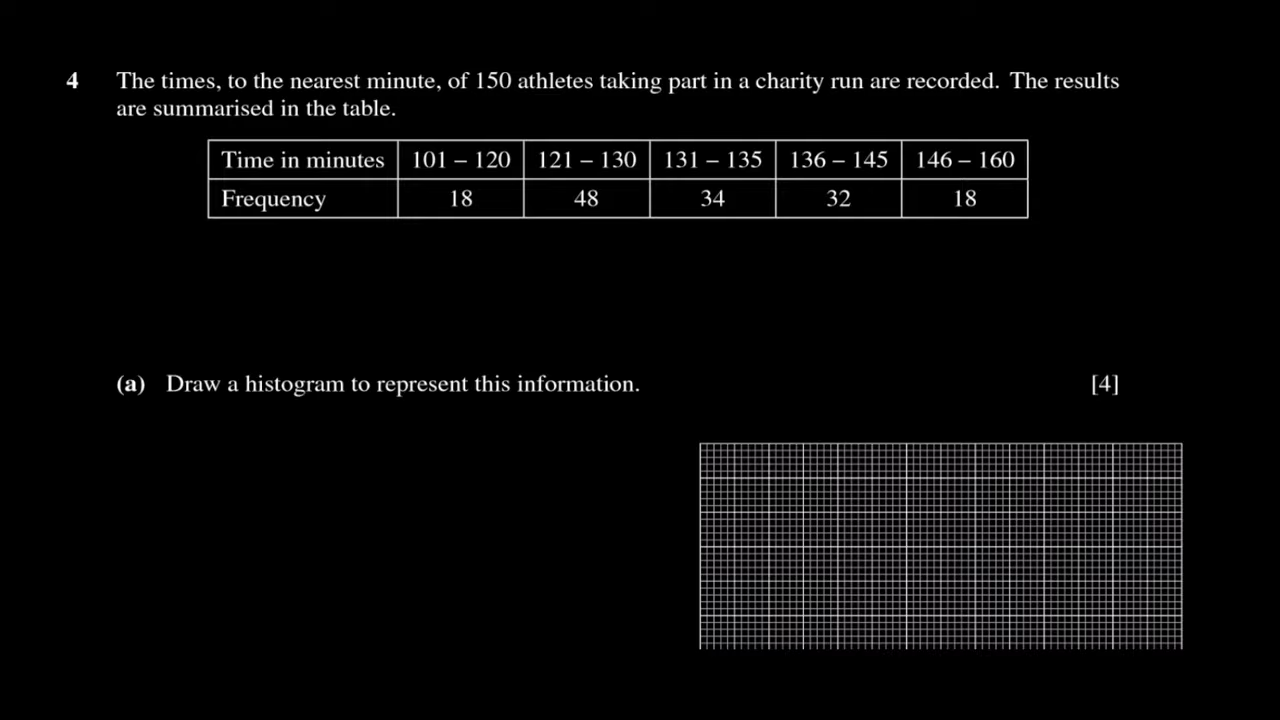 4 The times, to the nearest minute, of 150 athletes taking part in a charity run are recorded. The results
are summarised in the table.
Time in minutes 101 – 120 121 – 130 131 – 135 136 – 145 146 – 160
Frequency 18 48 34 32 18
(a) Draw a histogram to represent this information. [4]